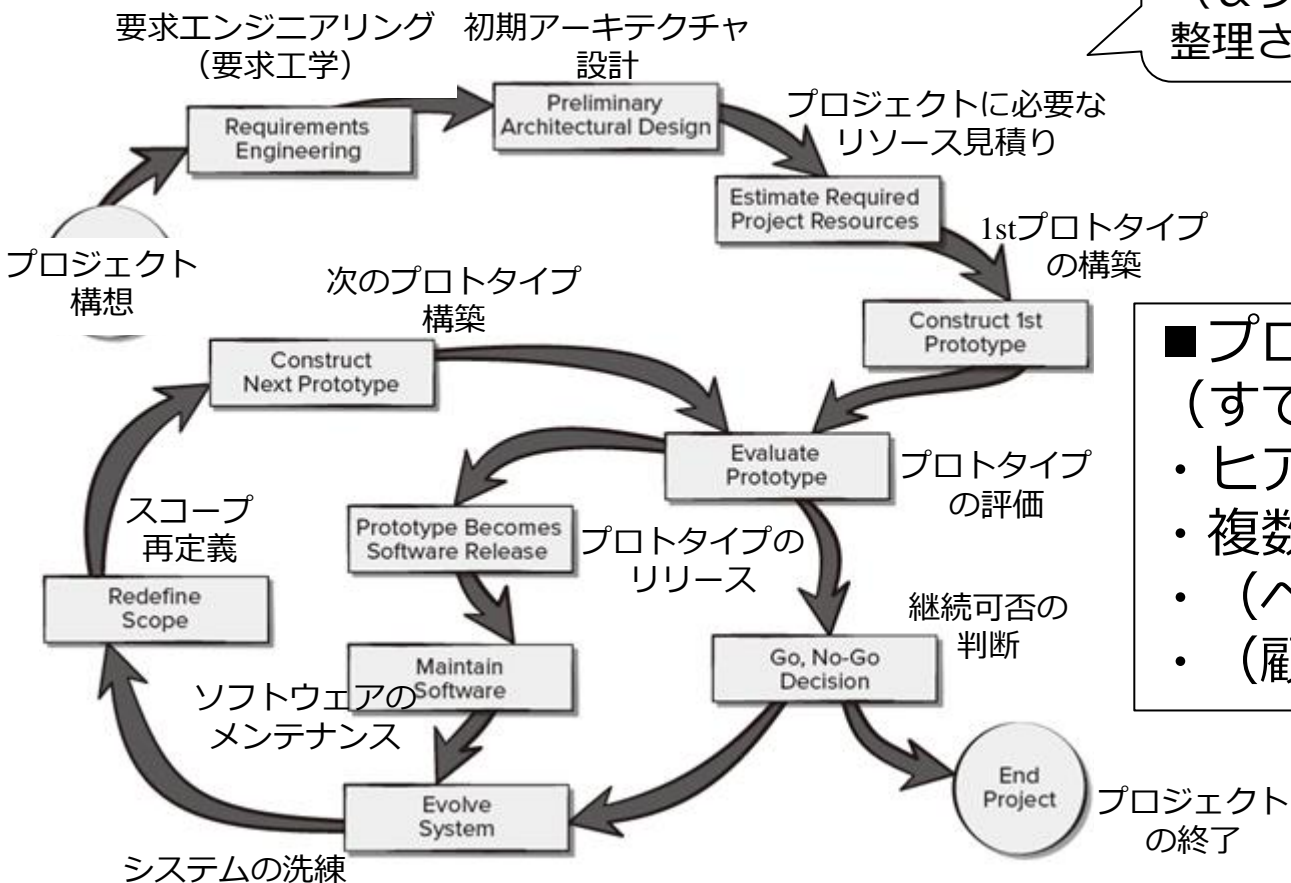 整理さ
要求エンジニアリング
（要求工学）
初期アーキテクチャ
設計
Requirements
Engineering
Preliminary
Architectural Design
プロジェクトに必要な
リソース見積り
Estimate Required
Project Resources
1stプロトタイプ
の構築
プロジェクト
構想
次のプロトタイプ
構築
Construct
Next Prototype
Construct 1st
Prototype
■プロ
（すて
・ヒア
・複数
・（ペ
・（顧
Evaluate
Prototype
プロトタイプ
の評価
スコープ
再定義
Prototype Becomes
Software Release
プロトタイプの
リリース
Redefine
Scope
継続可否の
判断
Go, No-Go
Decision
Maintain
Software
ソフトウェアの
メンテナンス
Evolve
System
End
Project
プロジェクト
の終了
システムの洗練